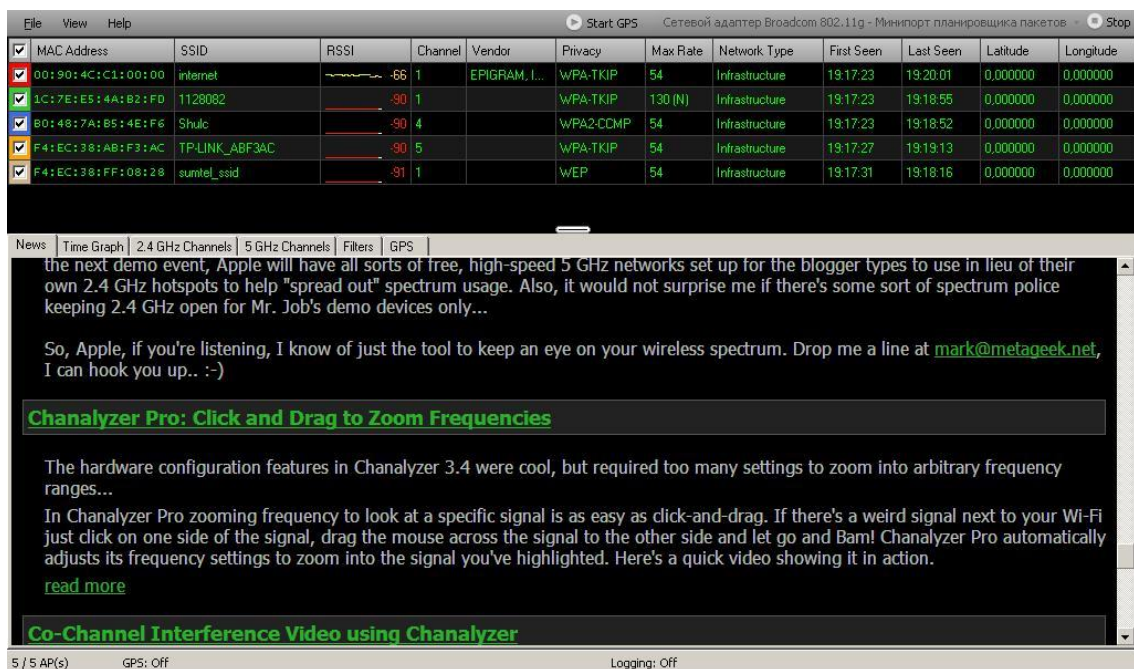 File View Help Start GPS Сетевой адаптер Broadcom 802.11g - Минипорт планировщика пакетов Stop
MAC Address SSID RSSI Channel Vendor Privacy Max Rate Network Type First Seen Last Seen Latitude Longitude
00:90:4C:C1:00:00 internet -66 1 EPIGRAM, I... WPA-TKIP 54 Infrastructure 19:17:23 19:20:01 0,000000 0,000000
1C:7E:E5:4A:B2:FD 1128082 -90 1 WPA-TKIP 130 (N) Infrastructure 19:17:23 19:18:55 0,000000 0,000000
B0:48:7A:B5:4E:F6 Shulc -90 4 WPA2-CCMP 54 Infrastructure 19:17:23 19:18:52 0,000000 0,000000
F4:EC:38:AB:F3:AC TP-LINK_ABF3AC -90 5 WPA-TKIP 54 Infrastructure 19:17:27 19:19:13 0,000000 0,000000
F4:EC:38:FF:08:28 sumtel_ssid -91 1 WEP 54 Infrastructure 19:17:31 19:18:16 0,000000 0,000000
News Time Graph 2.4 GHz Channels 5 GHz Channels Filters GPS
the next demo event, Apple will have all sorts of free, high-speed 5 GHz networks set up for the blogger types to use in lieu of their
own 2.4 GHz hotspots to help "spread out" spectrum usage. Also, it would not surprise me if there's some sort of spectrum police
keeping 2.4 GHz open for Mr. Job's demo devices only...
So, Apple, if you're listening, I know of just the tool to keep an eye on your wireless spectrum. Drop me a line at mark@metageek.net,
I can hook you up.. :-)
Chanalyzer Pro: Click and Drag to Zoom Frequencies
The hardware configuration features in Chanalyzer 3.4 were cool, but required too many settings to zoom into arbitrary frequency
ranges...
In Chanalyzer Pro zooming frequency to look at a specific signal is as easy as click-and-drag. If there's a weird signal next to your Wi-Fi
just click on one side of the signal, drag the mouse across the signal to the other side and let go and Bam! Chanalyzer Pro automatically
adjusts its frequency settings to zoom into the signal you've highlighted. Here's a quick video showing it in action.
read more
Co-Channel Interference Video using Chanalyzer
5 / 5 AP(s) GPS: Off Logging: Off